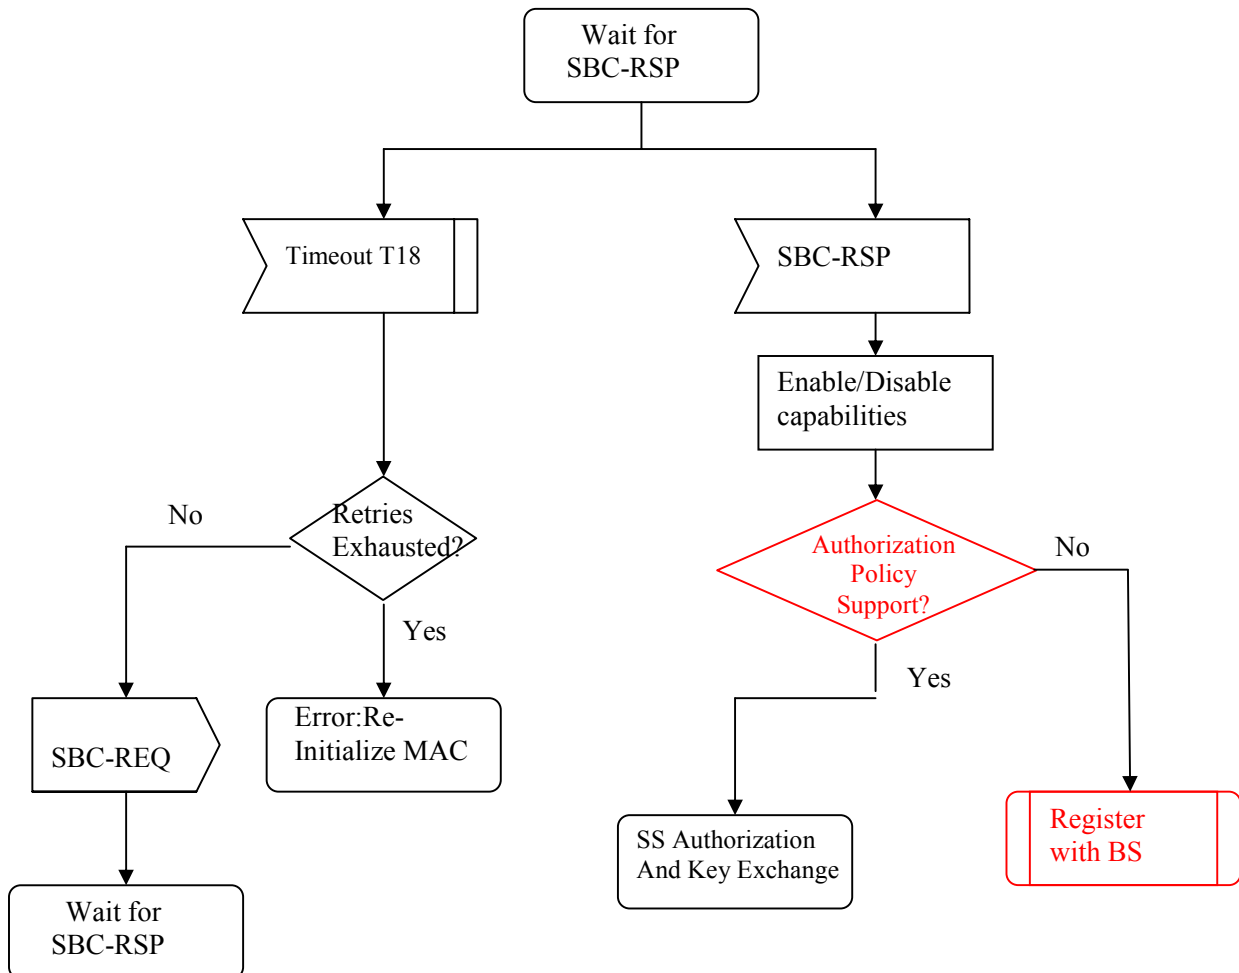 Wait for
SBC-RSP
Timeout T18
SBC-RSP
Enable/Disable
capabilities
No
Retries
Exhausted?
Yes
Authorization
Policy
Support?
No
Yes
SBC-REQ
Error:Re-
Initialize MAC
SS Authorization
And Key Exchange
Register
with BS
Wait for
SBC-RSP